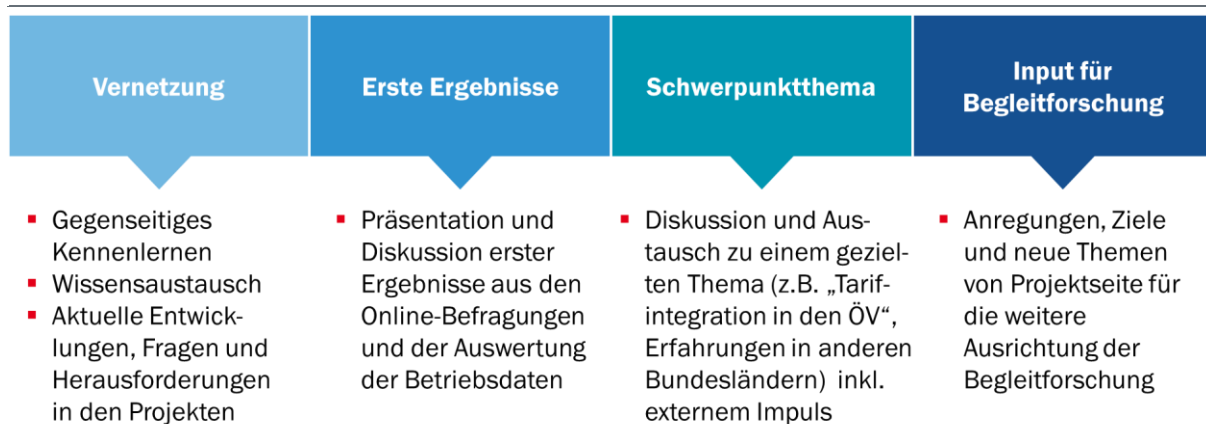 Vernetzung
▪ Gegenseitiges
Kennenlernen
▪ Wissensaustausch
▪ Aktuelle Entwick-
lungen, Fragen und
Herausforderungen
in den Projekten
Erste Ergebnisse
▪ Präsentation und
Diskussion erster
Ergebnisse aus den
Online-Befragungen
und der Auswertung
der Betriebsdaten
Schwerpunktthema
▪ Diskussion und Aus-
tausch zu einem geziel-
ten Thema (z.B. „Tarif-
integration in den ÖV“,
Erfahrungen in anderen
Bundesländern) inkl.
externem Impuls
Input für
Begleitforschung
▪ Anregungen, Ziele
und neue Themen
von Projektseite für
die weitere
Ausrichtung der
Begleitforschung